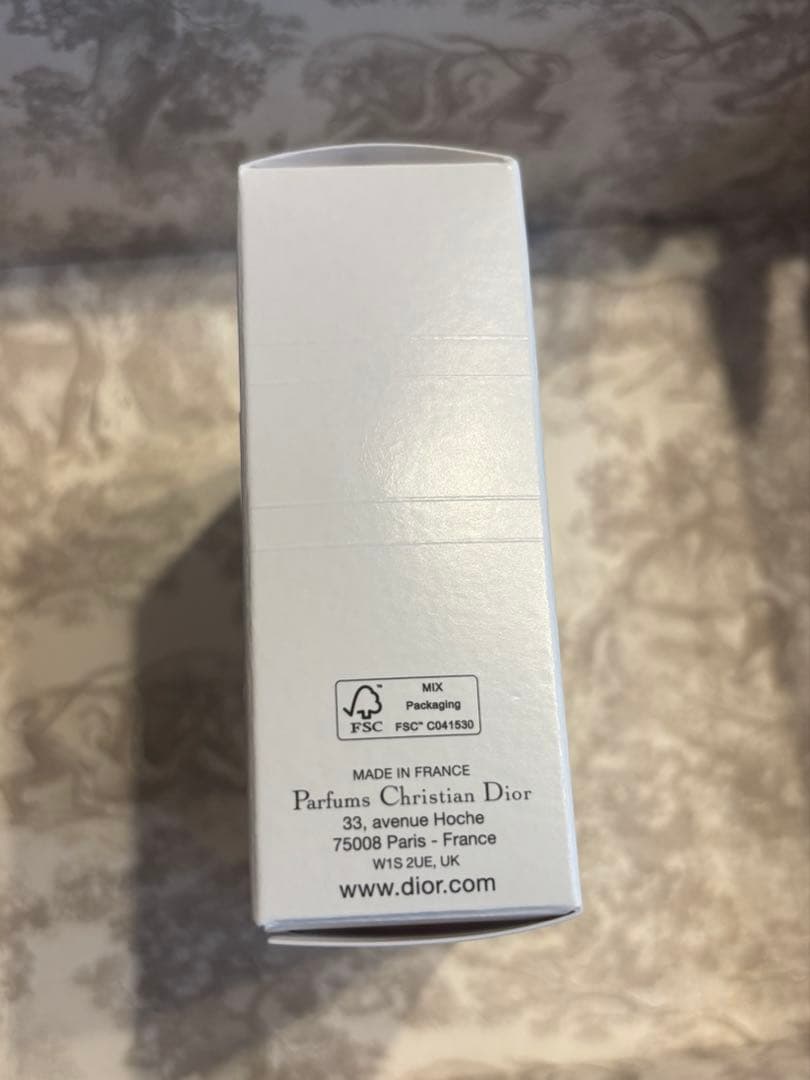 MIX
Packaging
FSC™ FSC™ C041530
MADE IN FRANCE
Parfums Christian Dior
33, avenue Hoche
75008 Paris - France
W1S 2UE, UK
www.dior.com